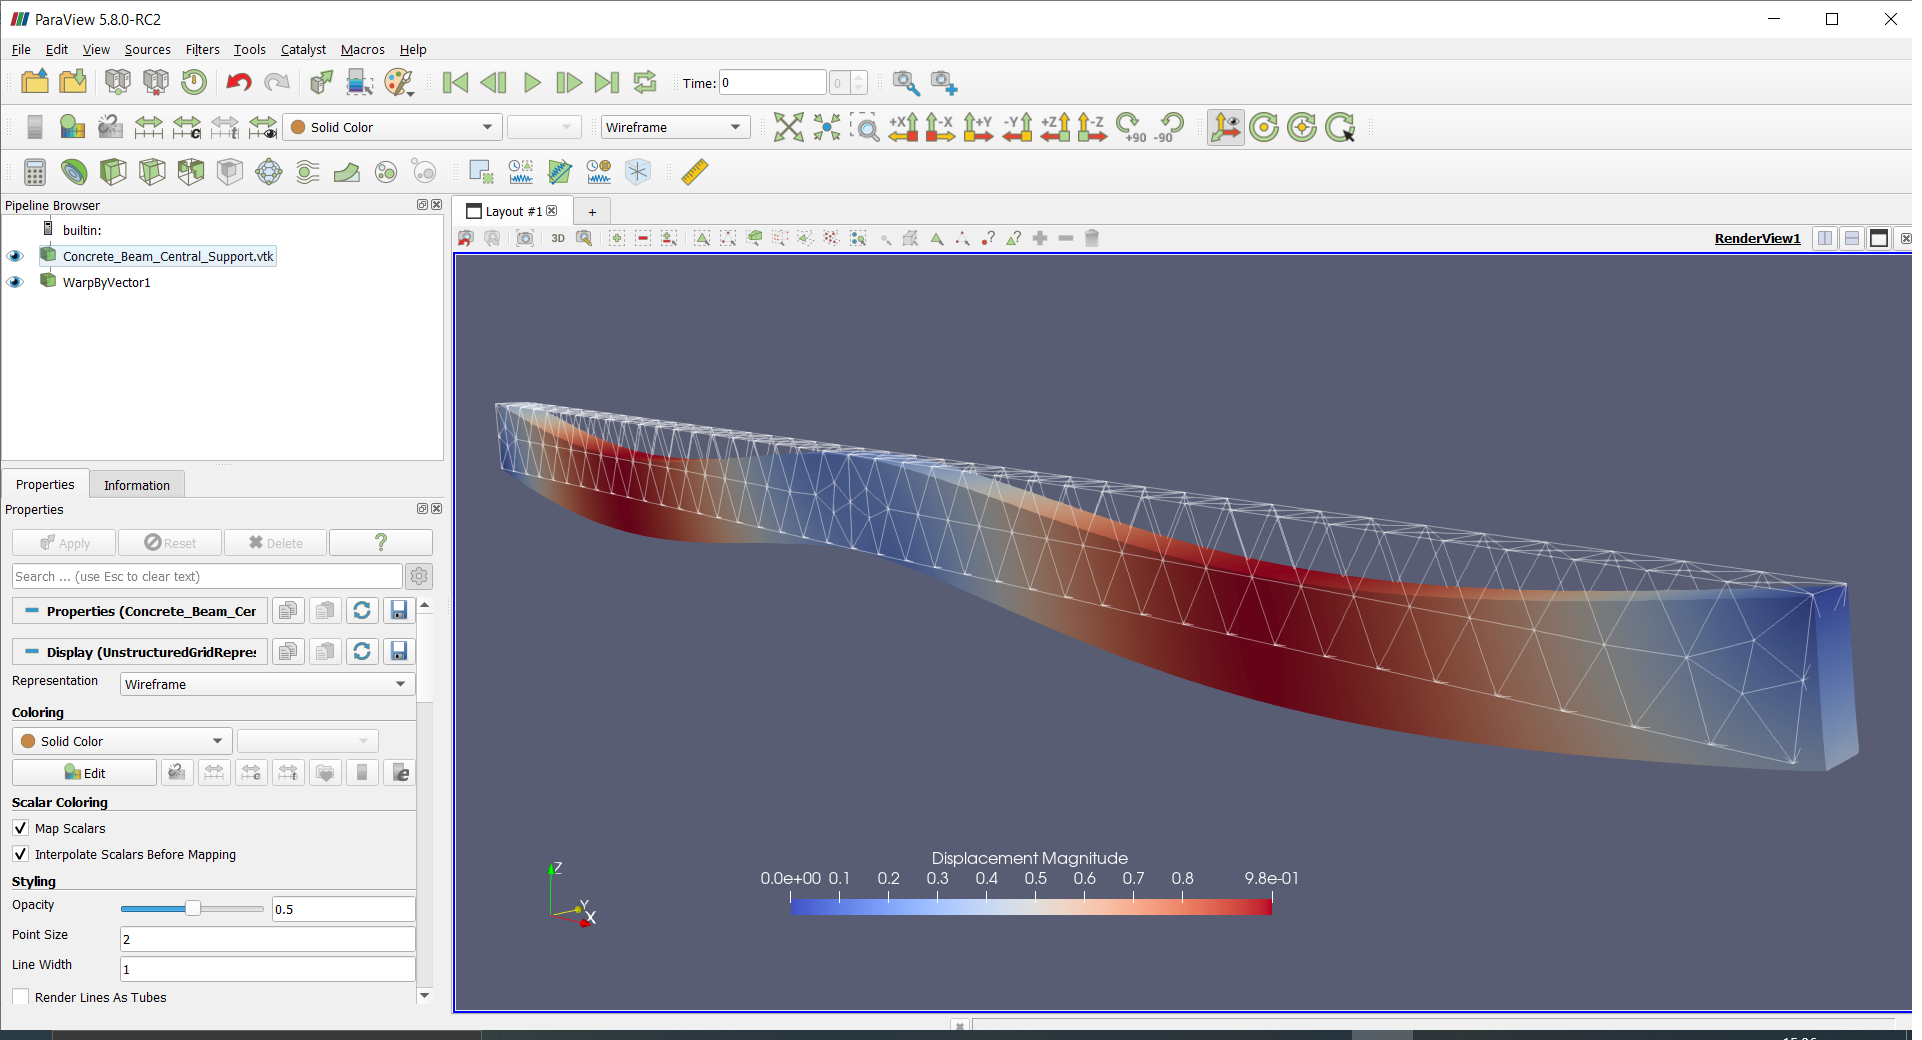 ParaView 5.8.0-RC2
File Edit View Sources Filters Tools Catalyst Macros Help
Time: 0 0
Solid Color Wireframe +X -X +Y -Y +Z -Z +90 -90
Pipeline Browser
builtin:
Concrete_Beam_Central_Support.vtk
WarpByVector1
Layout #1 +
3D RenderView1
Properties Information
Properties
Apply Reset Delete ?
Search ... (use Esc to clear text)
Properties (Concrete_Beam_Cer
Display (UnstructuredGridRepres
Representation Wireframe
Coloring
Solid Color
Edit
Scalar Coloring
Map Scalars
Interpolate Scalars Before Mapping
Styling
Opacity 0.5
Point Size 2
Line Width 1
Render Lines As Tubes
Z
Y
X
Displacement Magnitude
0.0e+00 0.1 0.2 0.3 0.4 0.5 0.6 0.7 0.8 9.8e-01